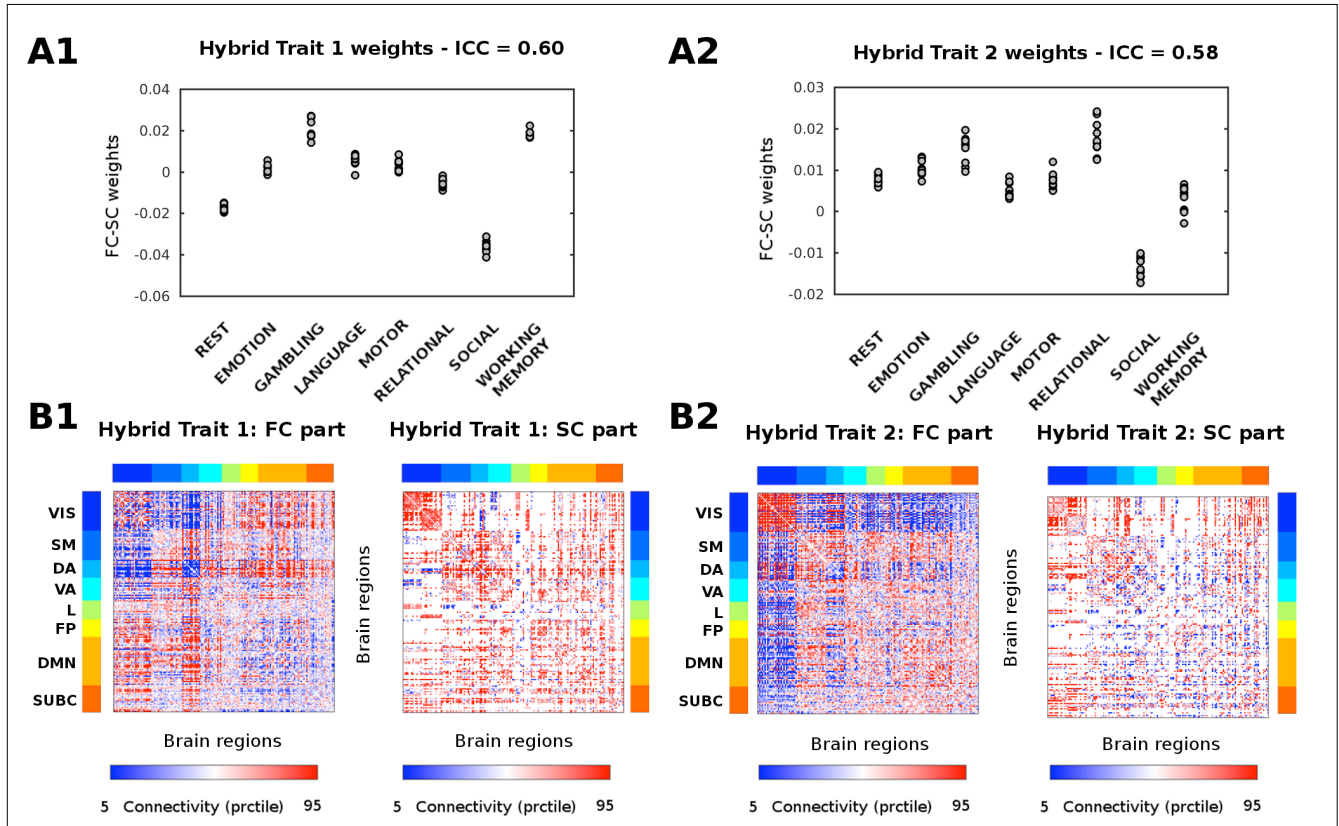 A1
Hybrid Trait 1 weights - ICC = 0.60
0.04
0.02
0
-0.02
-0.04
-0.06
FC-SC weights
REST
EMOTION
GAMBLING
LANGUAGE
MOTOR
RELATIONAL
SOCIAL
WORKING
MEMORY
A2
Hybrid Trait 2 weights - ICC = 0.58
0.03
0.02
0.01
0
-0.01
-0.02
FC-SC weights
REST
EMOTION
GAMBLING
LANGUAGE
MOTOR
RELATIONAL
SOCIAL
WORKING
MEMORY
B1
Hybrid Trait 1: FC part
Hybrid Trait 1: SC part
VIS
SM
DA
VA
L
FP
DMN
SUBC
Brain regions
Brain regions
Brain regions
5 Connectivity (prctile) 95
5 Connectivity (prctile) 95
B2
Hybrid Trait 2: FC part
Hybrid Trait 2: SC part
VIS
SM
DA
VA
L
FP
DMN
SUBC
Brain regions
Brain regions
Brain regions
5 Connectivity (prctile) 95
5 Connectivity (prctile) 95